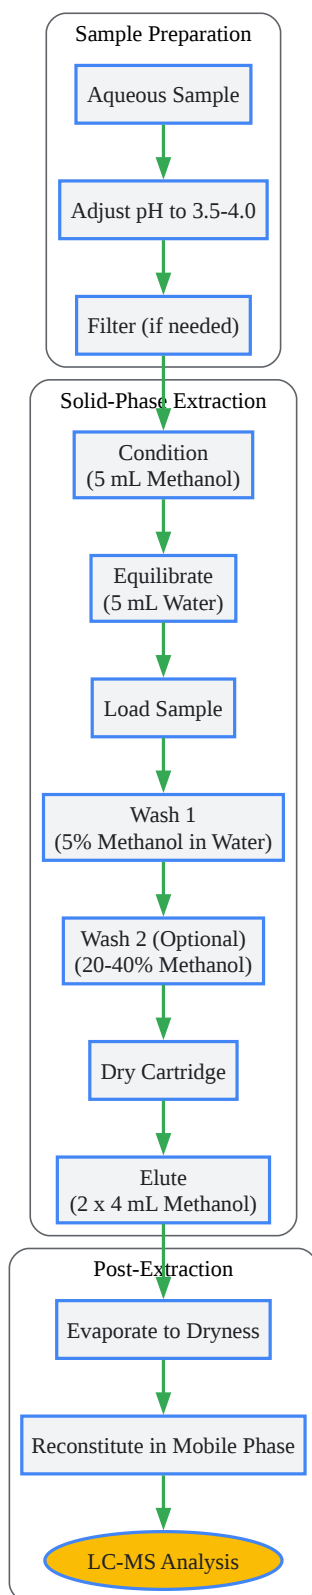 Sample Preparation
Aqueous Sample
Adjust pH to 3.5-4.0
Filter (if needed)
Solid-Phase Extraction
Condition
(5 mL Methanol)
Equilibrate
(5 mL Water)
Load Sample
Wash 1
(5% Methanol in Water)
Wash 2 (Optional)
(20-40% Methanol)
Dry Cartridge
Elute
(2 x 4 mL Methanol)
Post-Extraction
Evaporate to Dryness
Reconstitute in Mobile Phase
LC-MS Analysis